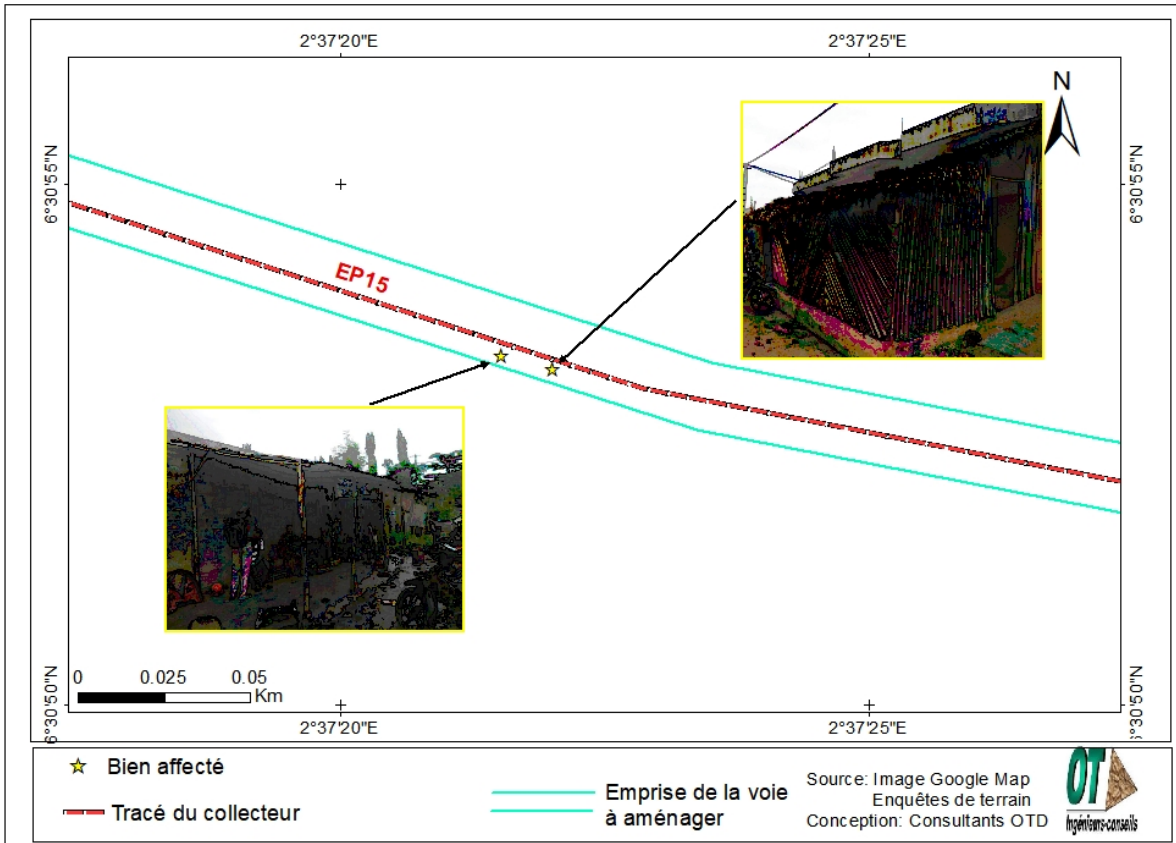 2°37'20"E 2°37'25"E
N
6°30'55"N 6°30'55"N
EP15
0 0.025 0.05
Km
6°30'50"N 6°30'50"N
2°37'20"E 2°37'25"E
Bien affecté
Tracé du collecteur
Emprise de la voie
à aménager
Source: Image Google Map
Enquêtes de terrain
Conception: Consultants OTD
OT
Ingénieurs-conseils